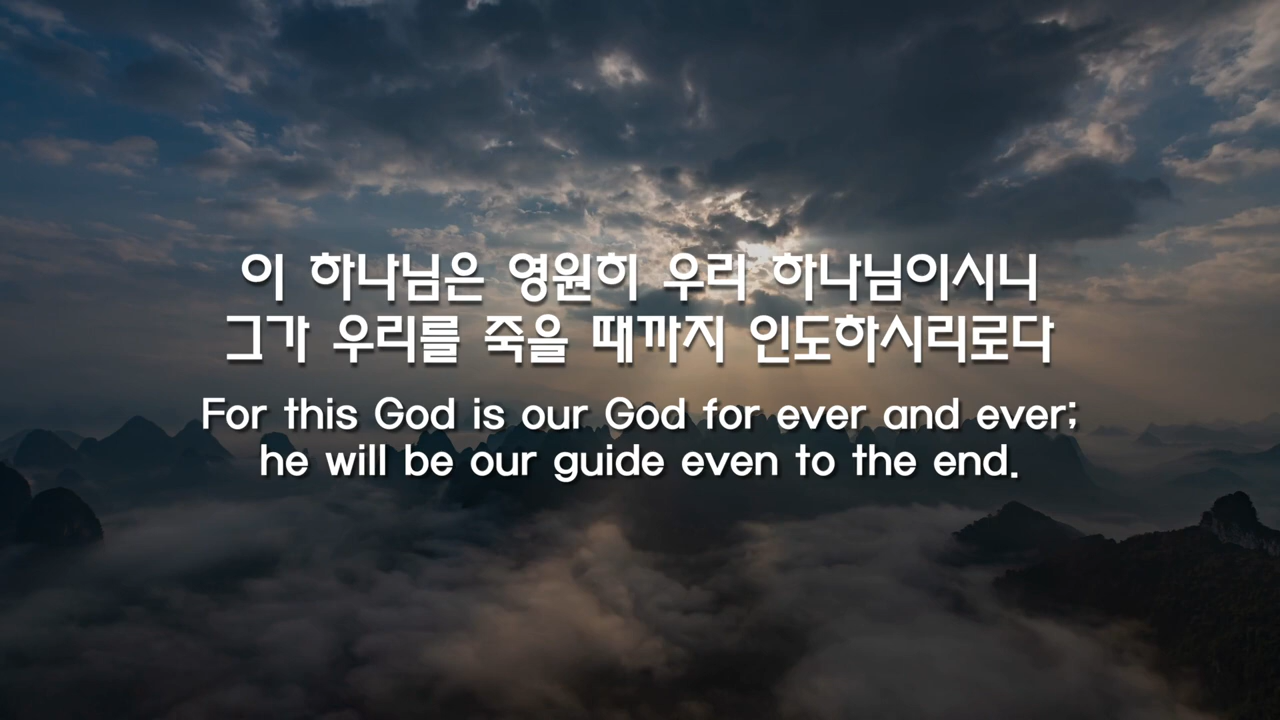 이 하나님은 영원히 우리 하나님이시니
그가 우리를 죽을 때까지 인도하시리로다
For this God is our God for ever and ever;
he will be our guide even to the end.